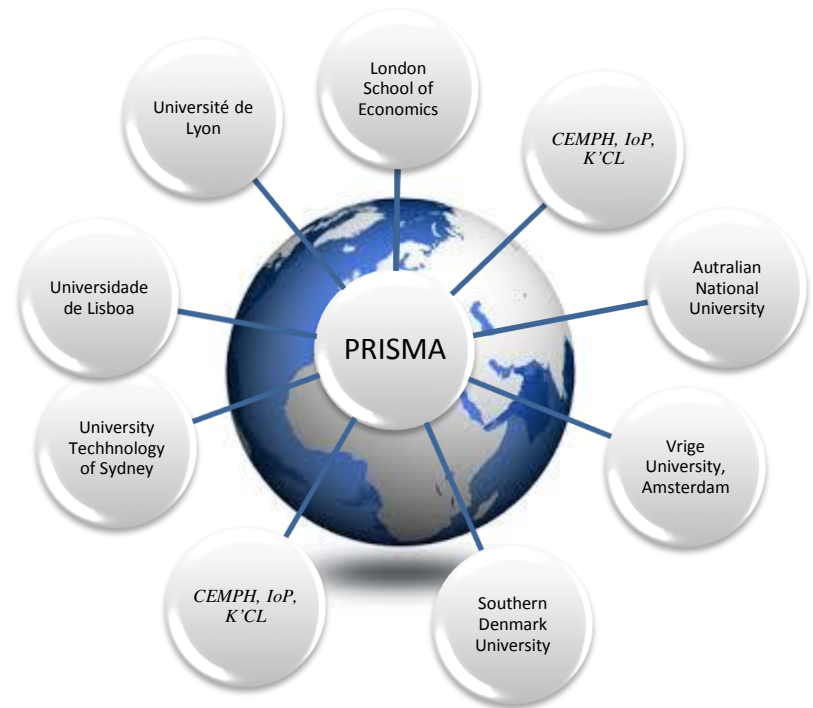 London
School of
Economics
CEMPH, IoP,
K'CL
Autralian
National
University
Vrige
University,
Amsterdam
Southern
Denmark
University
CEMPH, IoP,
K'CL
University
Techhnology
of Sydney
Universidade
de Lisboa
Université de
Lyon
PRISMA